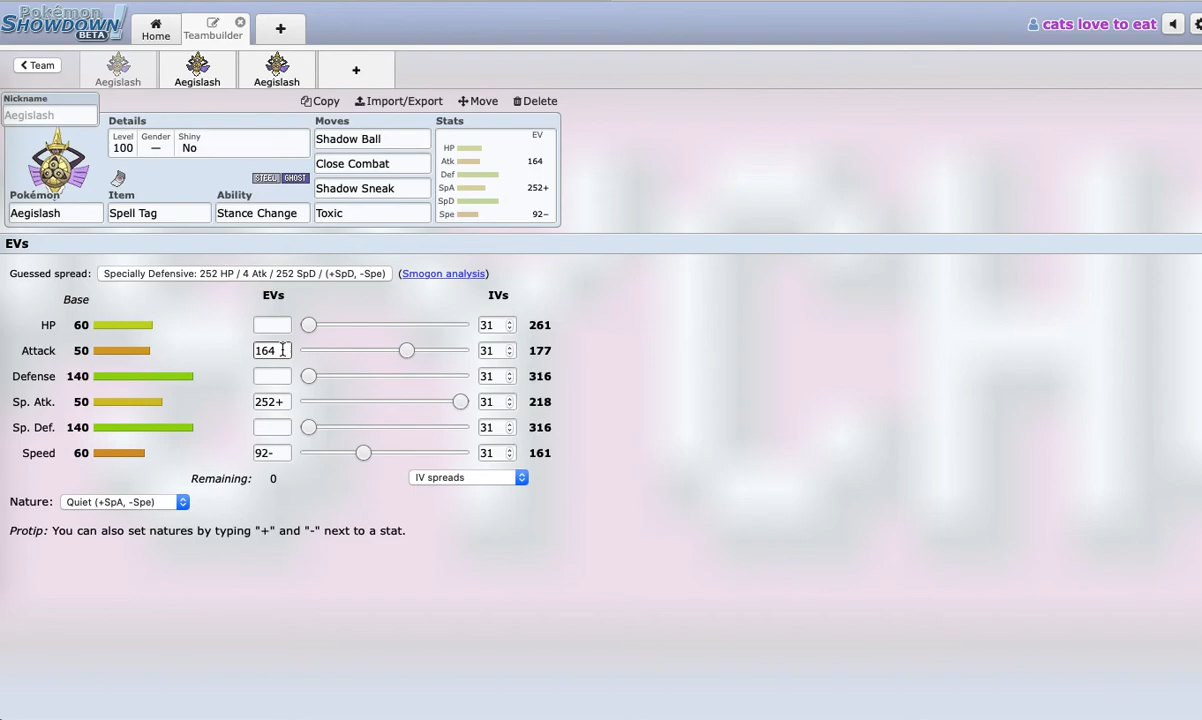 Pokémon
SHOWDOWN!
BETA
Home
Teambuilder
+
cats love to eat
< Team
Aegislash
Aegislash
Aegislash
+
Nickname
Aegislash
Copy
Import/Export
Move
Delete
Details
Level
100
Gender
—
Shiny
No
STEEL
GHOST
Pokémon
Aegislash
Item
Spell Tag
Ability
Stance Change
Moves
Shadow Ball
Close Combat
Shadow Sneak
Toxic
Stats
EV
HP
Atk 164
Def
SpA 252+
SpD
Spe 92−
EVs
Guessed spread: Specially Defensive: 252 HP / 4 Atk / 252 SpD / (+SpD, -Spe) (Smogon analysis)
Base EVs IVs
HP 60 31 261
Attack 50 164 31 177
Defense 140 31 316
Sp. Atk. 50 252+ 31 218
Sp. Def. 140 31 316
Speed 60 92- 31 161
Remaining: 0 IV spreads
Nature: Quiet (+SpA, -Spe)
Protip: You can also set natures by typing "+" and "-" next to a stat.